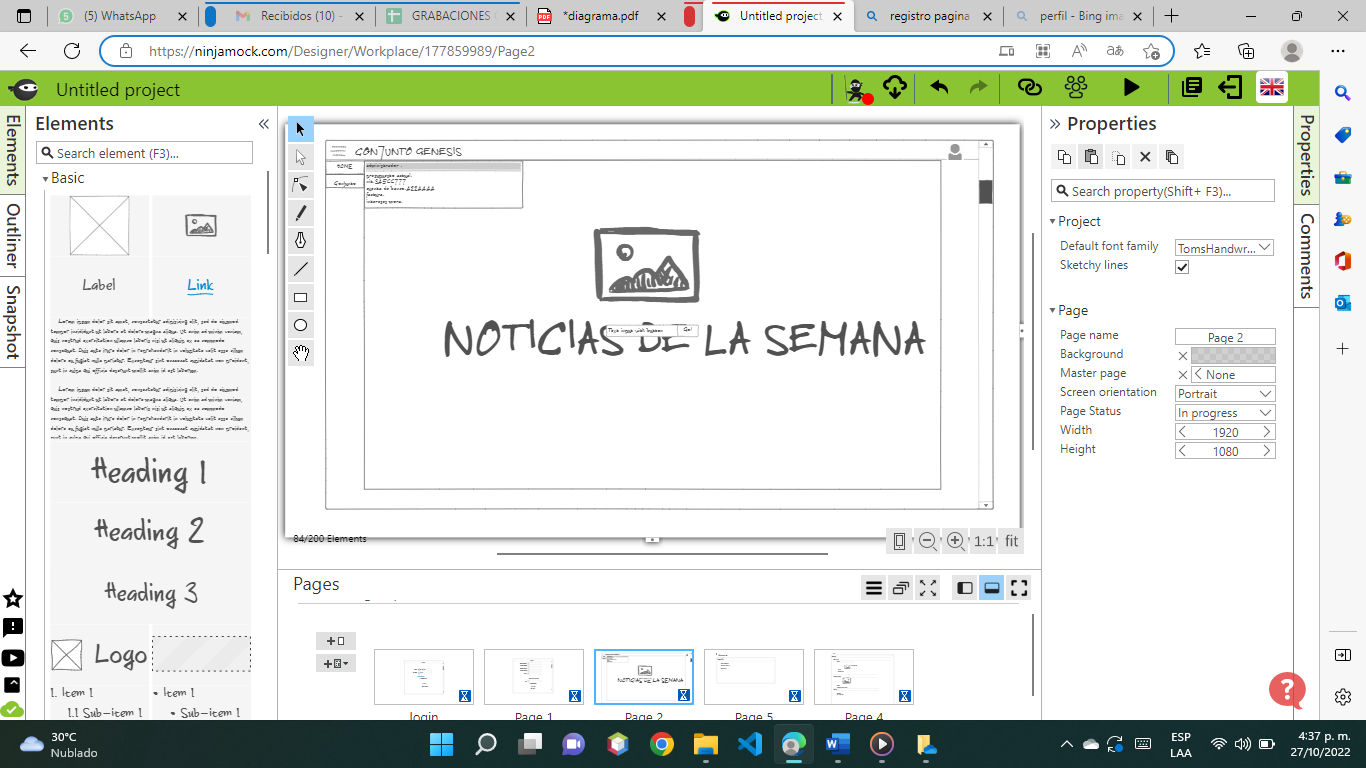 (5) WhatsApp
Recibidos (10) -
GRABACIONES
*diagrama.pdf
Untitled project
registro pagina
perfil - Bing ima
https://ninjamock.com/Designer/Workplace/177859989/Page2
Untitled project
Elements
Outliner
Snapshot
Elements
Search element (F3)...
Basic
Label
Link
Heading 1
Heading 2
Heading 3
Logo
1. Item 1
1.1 Sub-item 1
• Item 1
• Sub-item 1
CONJUNTO GENESIS
HOME
NOTICIAS DE LA SEMANA
Go!
84/200 Elements
1:1
fit
Pages
NOTICIAS DE LA SEMANA
login
Page 1
Page 2
Page 5
Page 4
Properties
Search property(Shift+ F3)...
Project
Default font family
TomsHandwr...
Sketchy lines
Page
Page name
Page 2
Background
Master page
None
Screen orientation
Portrait
Page Status
In progress
Width
1920
Height
1080
Properties
Comments
?
30°C
Nublado
ESP
LAA
4:37 p. m.
27/10/2022